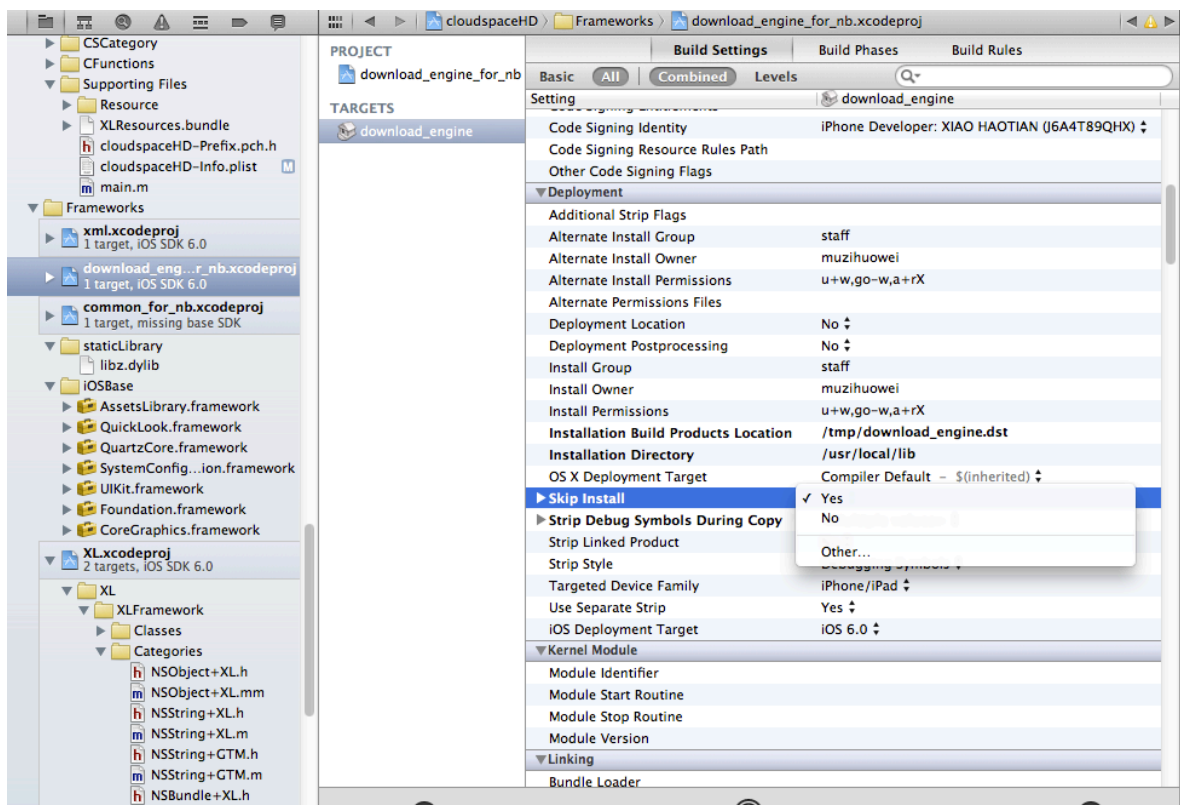 cloudspaceHD
Frameworks
download_engine_for_nb.xcodeproj
CSCategory
CFunctions
Supporting Files
Resource
XLResources.bundle
cloudspaceHD-Prefix.pch.h
cloudspaceHD-Info.plist M
main.m
Frameworks
xml.xcodeproj
1 target, iOS SDK 6.0
download_eng...r_nb.xcodeproj
1 target, iOS SDK 6.0
common_for_nb.xcodeproj
1 target, missing base SDK
staticLibrary
libz.dylib
iOSBase
AssetsLibrary.framework
QuickLook.framework
QuartzCore.framework
SystemConfig...ion.framework
UIKit.framework
Foundation.framework
CoreGraphics.framework
XL.xcodeproj
2 targets, iOS SDK 6.0
XL
XLFramework
Classes
Categories
h NSObject+XL.h
m NSObject+XL.mm
h NSString+XL.h
m NSString+XL.m
h NSString+GTM.h
m NSString+GTM.m
h NSBundle+XL.h
PROJECT
download_engine_for_nb
TARGETS
download_engine
Build Settings Build Phases Build Rules
Basic All Combined Levels
Setting download_engine
Code Signing Entitlements
Code Signing Identity iPhone Developer: XIAO HAOTIAN (J6A4T89QHX)
Code Signing Resource Rules Path
Other Code Signing Flags
Deployment
Additional Strip Flags
Alternate Install Group staff
Alternate Install Owner muzihuowei
Alternate Install Permissions u+w,go-w,a+rX
Alternate Permissions Files
Deployment Location No
Deployment Postprocessing No
Install Group staff
Install Owner muzihuowei
Install Permissions u+w,go-w,a+rX
Installation Build Products Location /tmp/download_engine.dst
Installation Directory /usr/local/lib
OS X Deployment Target Compiler Default - $(inherited)
Skip Install ✓ Yes
No
Other...
Strip Debug Symbols During Copy
Strip Linked Product
Strip Style Debugging Symbols
Targeted Device Family iPhone/iPad
Use Separate Strip Yes
iOS Deployment Target iOS 6.0
Kernel Module
Module Identifier
Module Start Routine
Module Stop Routine
Module Version
Linking
Bundle Loader